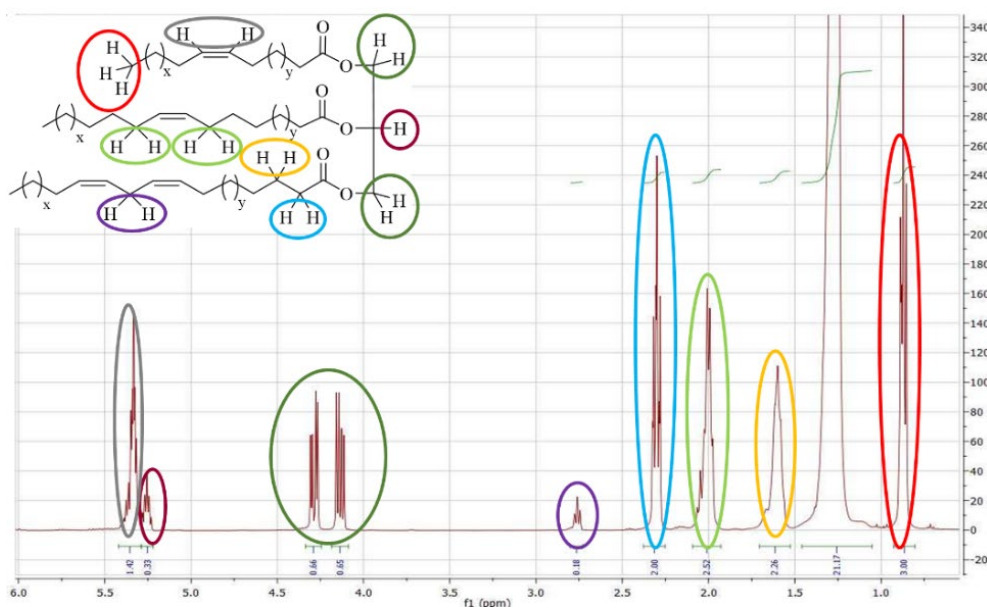 H H O H
H x y O H
H
H
O
x y O H
H H H H H H O
x y O H
H H H H H
340
320
300
280
260
240
220
200
180
160
140
120
100
80
60
40
20
0
-20
1.42 0.33 0.66 0.65 0.18 2.00 2.52 2.26 21.17 3.00
6.0 5.5 5.0 4.5 4.0 3.5 3.0 2.5 2.0 1.5 1.0
f1 (ppm)